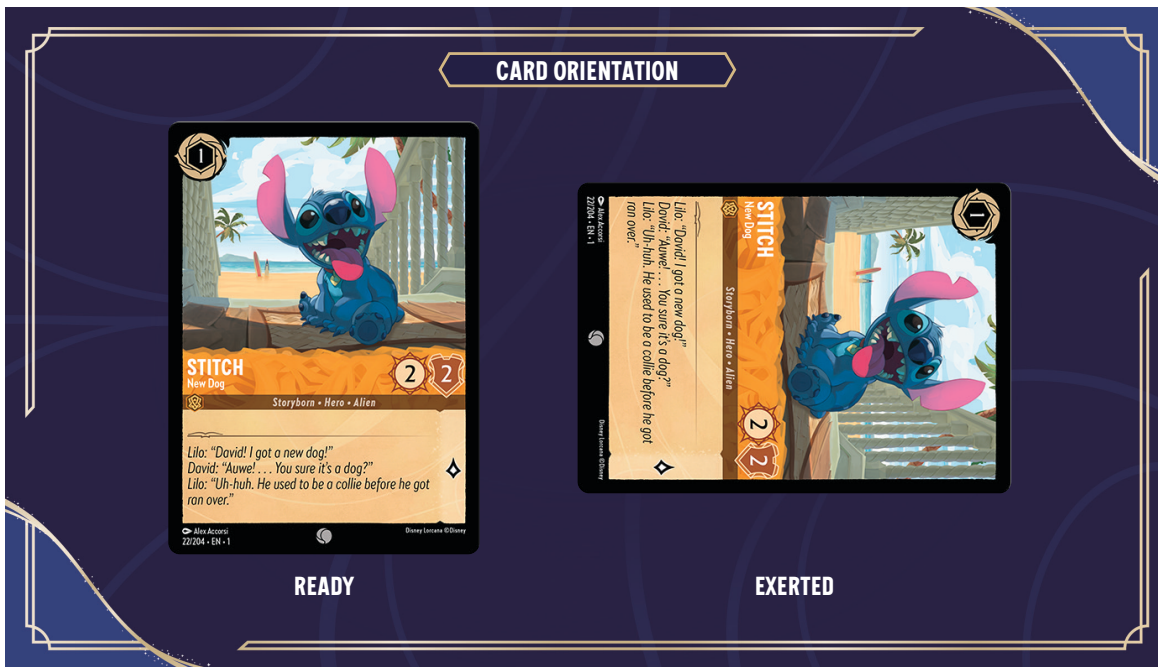 CARD ORIENTATION
1
STITCH
New Dog
2 2
Storyborn • Hero • Alien
Lilo: “David! I got a new dog!”
David: “Auwe! . . . You sure it’s a dog?”
Lilo: “Uh-huh. He used to be a collie before he got
ran over.”
Alex Accorsi
22/204 • EN • 1
Disney Lorcana ©Disney
READY
1
STITCH
New Dog
2 2
Storyborn • Hero • Alien
Lilo: “David! I got a new dog!”
David: “Auwe! . . . You sure it’s a dog?”
Lilo: “Uh-huh. He used to be a collie before he got
ran over.”
Alex Accorsi
22/204 • EN • 1
Disney Lorcana ©Disney
EXERTED